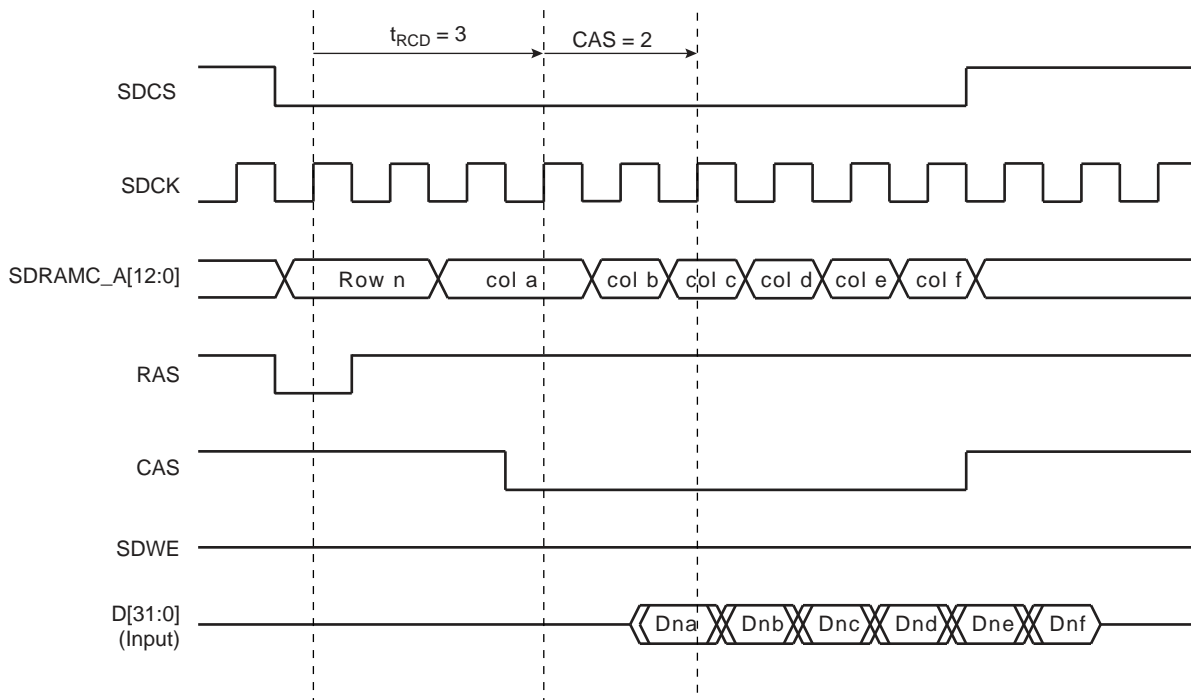 tRCD = 3
CAS = 2
SDCS
SDCK
SDRAMC_A[12:0]
Row n
col a
col b
col c
col d
col e
col f
RAS
CAS
SDWE
D[31:0]
(Input)
Dna
Dnb
Dnc
Dnd
Dne
Dnf